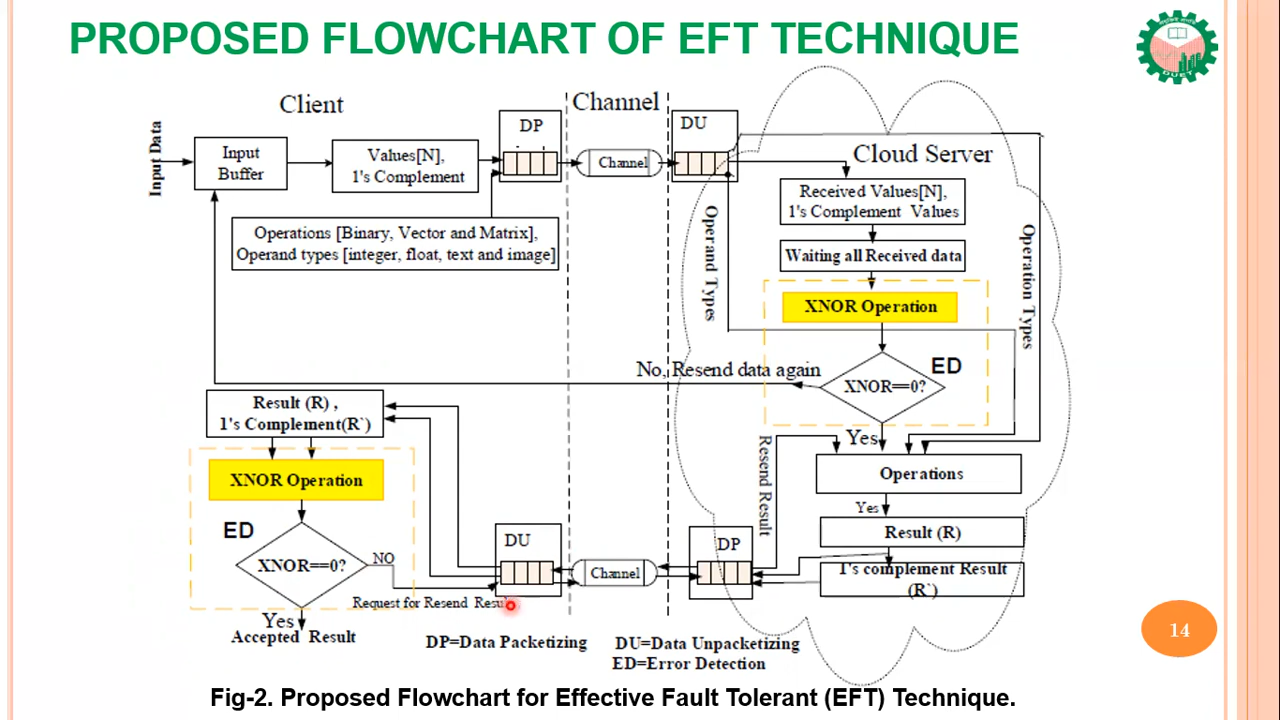 PROPOSED FLOWCHART OF EFT TECHNIQUE
DUET
Client
Channel
Input Data
Input
Buffer
Values[N],
1's Complement
DP
Channel
DU
Cloud Server
Operations [Binary, Vector and Matrix],
Operand types [integer, float, text and image]
Received Values[N],
1's Complement Values
Waiting all Received data
Operand Types
Operation Types
XNOR Operation
ED
XNOR==0?
No, Resend data again
Yes
Result (R) ,
1's Complement(R`)
XNOR Operation
ED
XNOR==0?
NO
Request for Resend
Yes
Accepted Result
DU
Channel
DP
Resend Result
Operations
Yes
Result (R)
1's complement Result
(R`)
DP=Data Packetizing
DU=Data Unpacketizing
ED=Error Detection
14
Fig-2. Proposed Flowchart for Effective Fault Tolerant (EFT) Technique.